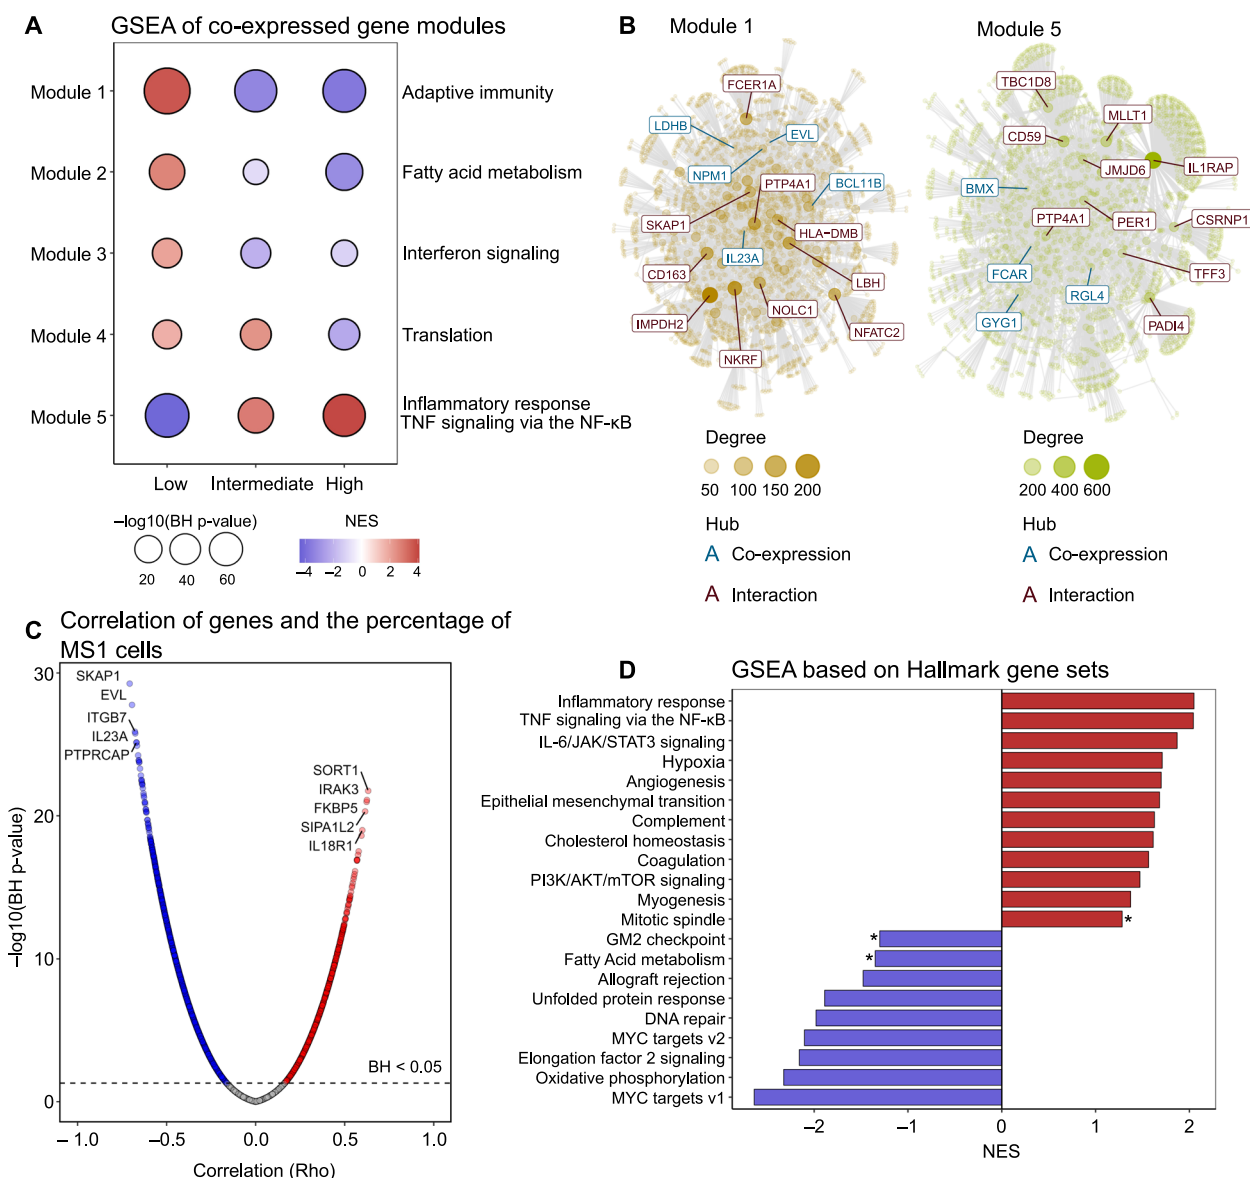 A
GSEA of co-expressed gene modules
Module 1
Adaptive immunity
Module 2
Fatty acid metabolism
Module 3
Interferon signaling
Module 4
Translation
Module 5
Inflammatory response
TNF signaling via the NF-κB
Low Intermediate High
−log10(BH p-value)
20 40 60
NES
−4 −2 0 2 4
B
Module 1
FCER1A
LDHB
EVL
NPM1
PTP4A1
BCL11B
SKAP1
HLA−DMB
IL23A
CD163
LBH
IMPDH2
NOLC1
NFATC2
NKRF
Degree
50 100 150 200
Hub
A Co-expression
A Interaction
Module 5
TBC1D8
MLLT1
CD59
JMJD6
IL1RAP
BMX
PTP4A1
PER1
CSRNP1
FCAR
TFF3
RGL4
GYG1
PADI4
Degree
200 400 600
Hub
A Co-expression
A Interaction
C
Correlation of genes and the percentage of
MS1 cells
−log10(BH p-value)
30
20
10
0
SKAP1
EVL
ITGB7
IL23A
PTPRCAP
SORT1
IRAK3
FKBP5
SIPA1L2
IL18R1
BH < 0.05
− 1.0 −0.5 0.0 0.5 1.0
Correlation (Rho)
D
GSEA based on Hallmark gene sets
Inflammatory response
TNF signaling via the NF-κB
IL-6/JAK/STAT3 signaling
Hypoxia
Angiogenesis
Epithelial mesenchymal transition
Complement
Cholesterol homeostasis
Coagulation
PI3K/AKT/mTOR signaling
Myogenesis
Mitotic spindle *
GM2 checkpoint *
Fatty Acid metabolism *
Allograft rejection
Unfolded protein response
DNA repair
MYC targets v2
Elongation factor 2 signaling
Oxidative phosphorylation
MYC targets v1
−2 −1 0 1 2
NES